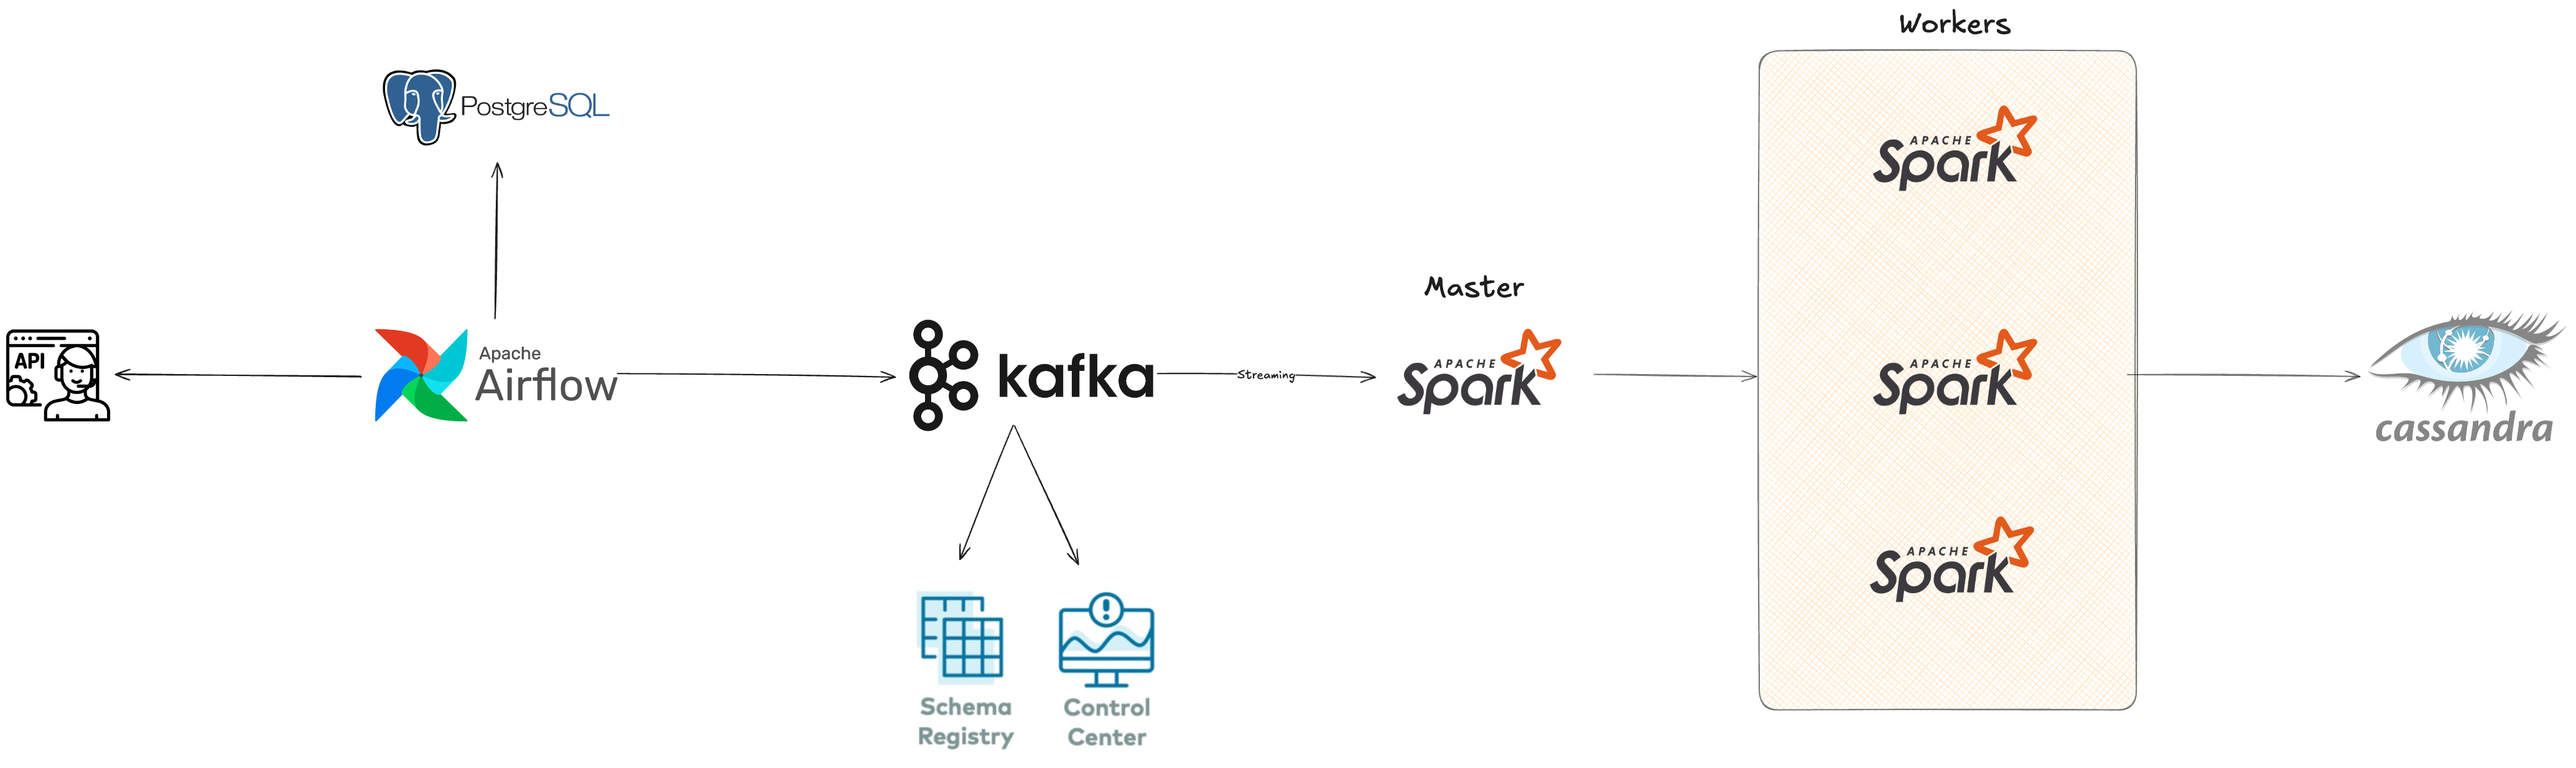 Workers
PostgreSQL
APACHE
Spark
Master
API
Apache
Airflow
kafka
Streaming
APACHE
Spark
APACHE
Spark
cassandra
APACHE
Spark
Schema
Registry
Control
Center